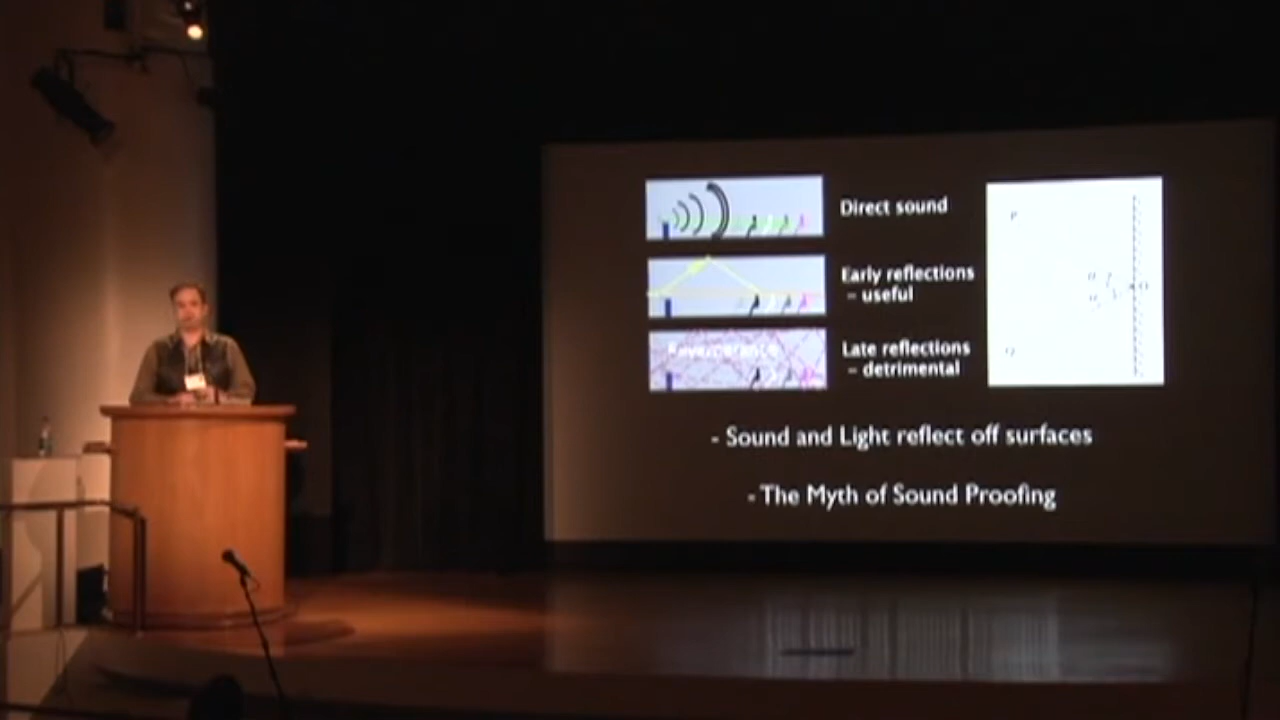 Direct sound
Early reflections
– useful
Reverberance
Late reflections
– detrimental
P
- Sound and Light reflect off surfaces
- The Myth of Sound Proofing